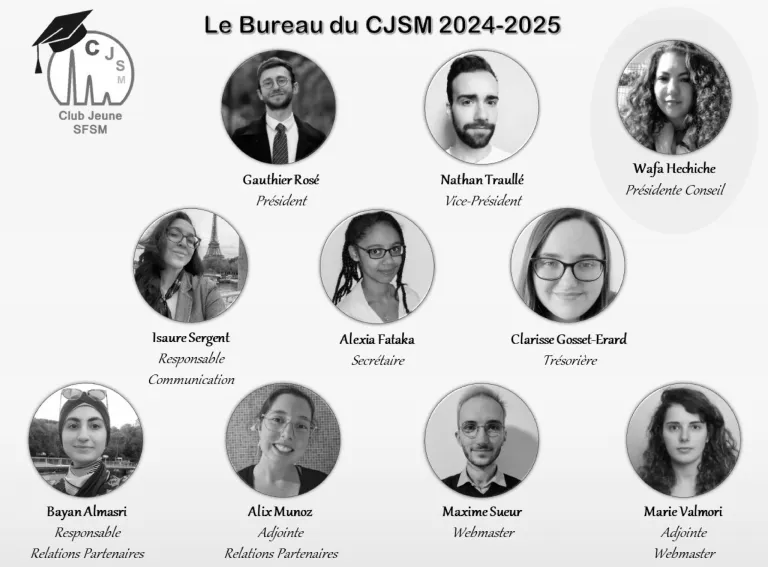 Le Bureau du CJSM 2024-2025
C J S M
Club Jeune
SFSM
Gauthier Rosé
Président
Nathan Traullé
Vice-Président
Wafa Hechiche
Présidente Conseil
Isaure Sergent
Responsable
Communication
Alexia Fataka
Secrétaire
Clarisse Gosset-Erard
Trésorière
Bayan Almasri
Responsable
Relations Partenaires
Alix Munoz
Adjointe
Relations Partenaires
Maxime Sueur
Webmaster
Marie Valmori
Adjointe
Webmaster